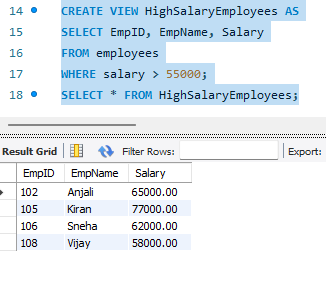 14 CREATE VIEW HighSalaryEmployees AS
15 SELECT EmpID, EmpName, Salary
16 FROM employees
17 WHERE salary > 55000;
18 SELECT * FROM HighSalaryEmployees;
Result Grid Filter Rows: Export:
EmpID EmpName Salary
102 Anjali 65000.00
105 Kiran 77000.00
106 Sneha 62000.00
108 Vijay 58000.00